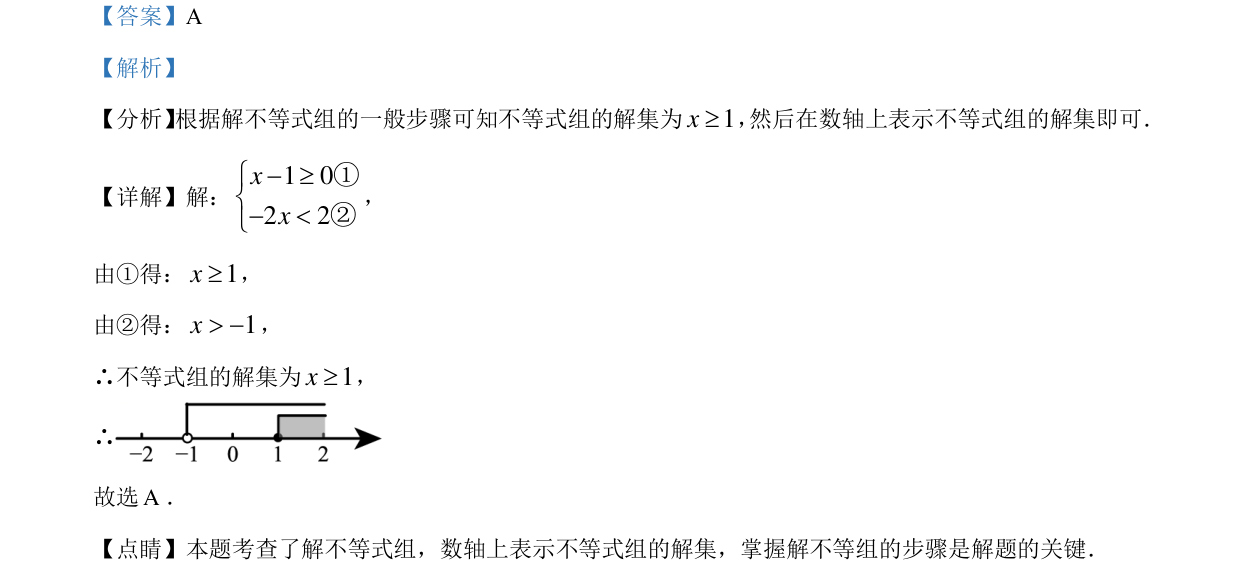 【答案】A
【解析】
【分析】根据解不等式组的一般步骤可知不等式组的解集为 x≥1,然后在数轴上表示不等式组的解集即可.
【详解】解：{x−1≥0①
−2x<2②，
由①得： x≥1，
由②得： x>−1，
∴不等式组的解集为 x≥1，
∴
−2 −1 0 1 2
故选 A．
【点睛】本题考查了解不等式组，数轴上表示不等式组的解集，掌握解不等组的步骤是解题的关键．